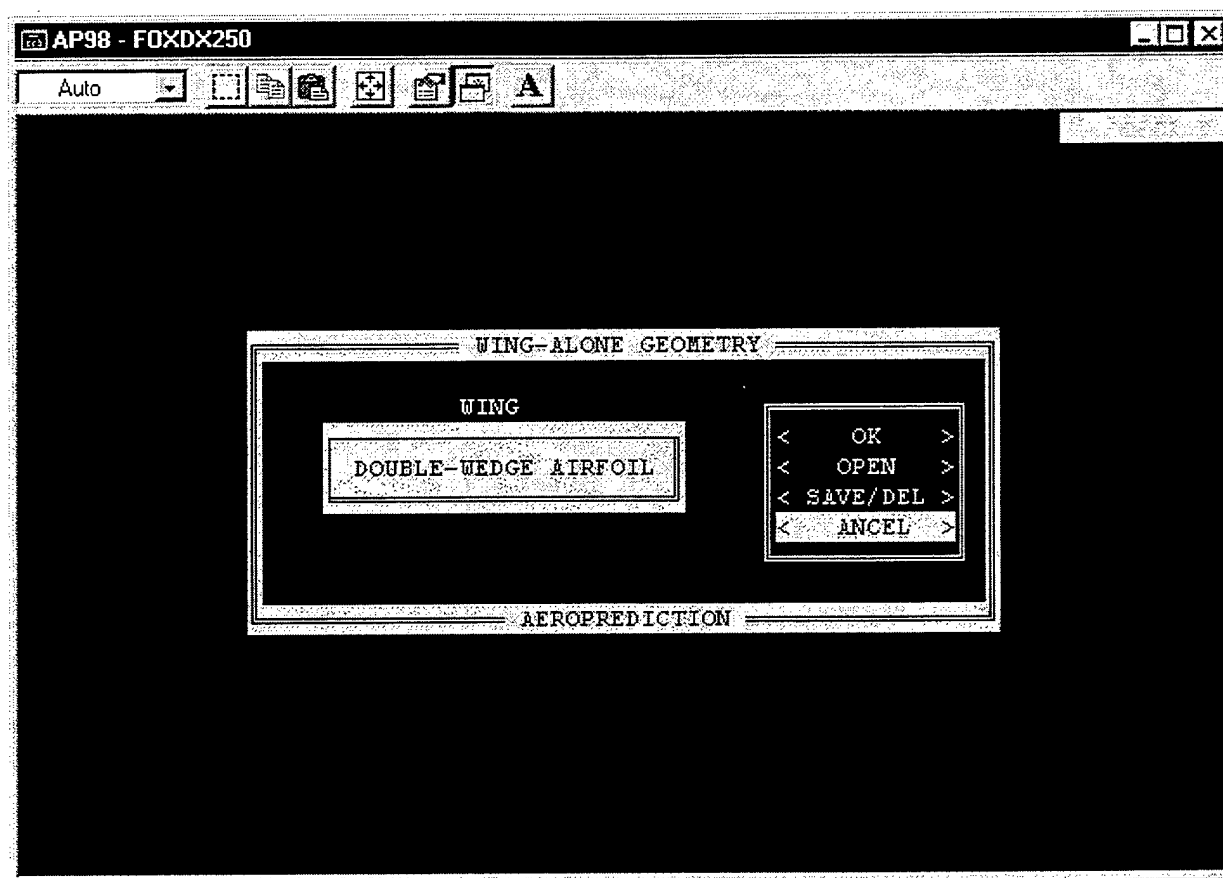 AP98 - FOXDX250
Auto
A
WING-ALONE GEOMETRY
WING
DOUBLE-WEDGE AIRFOIL
< OK >
< OPEN >
< SAVE/DEL >
< ANCEL >
AEROPREDICTION